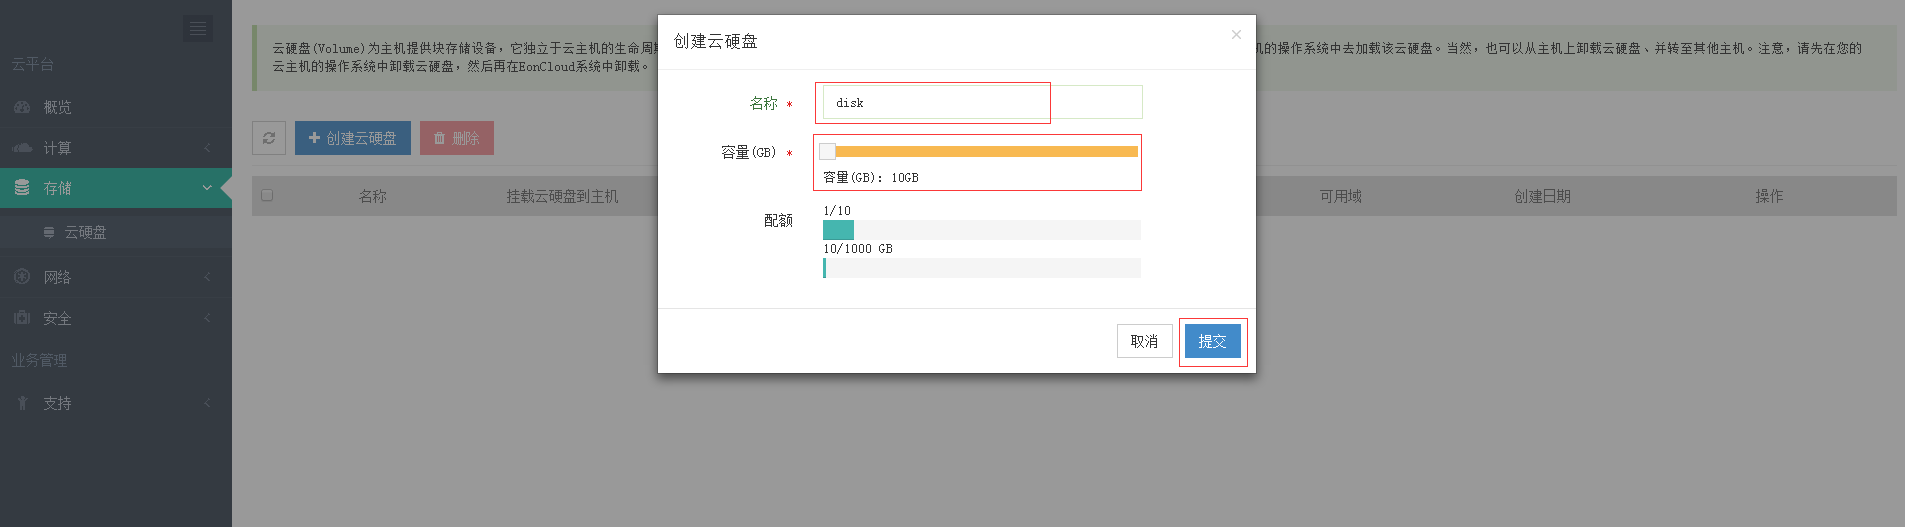 云平台
概览
计算
存储
云硬盘
网络
安全
业务管理
支持
云硬盘(Volume)为主机提供块存储设备，它独立于云主机的生命周期
机的操作系统中去加载该云硬盘。当然，也可以从主机上卸载云硬盘、并转至其他主机。注意，请先在您的
云主机的操作系统中卸载云硬盘，然后再在EonCloud系统中卸载。
创建云硬盘 删除
名称 挂载云硬盘到主机 可用域 创建日期 操作
创建云硬盘 ×
名称 * disk
容量(GB) *
容量(GB)：10GB
配额
1/10
10/1000 GB
取消 提交